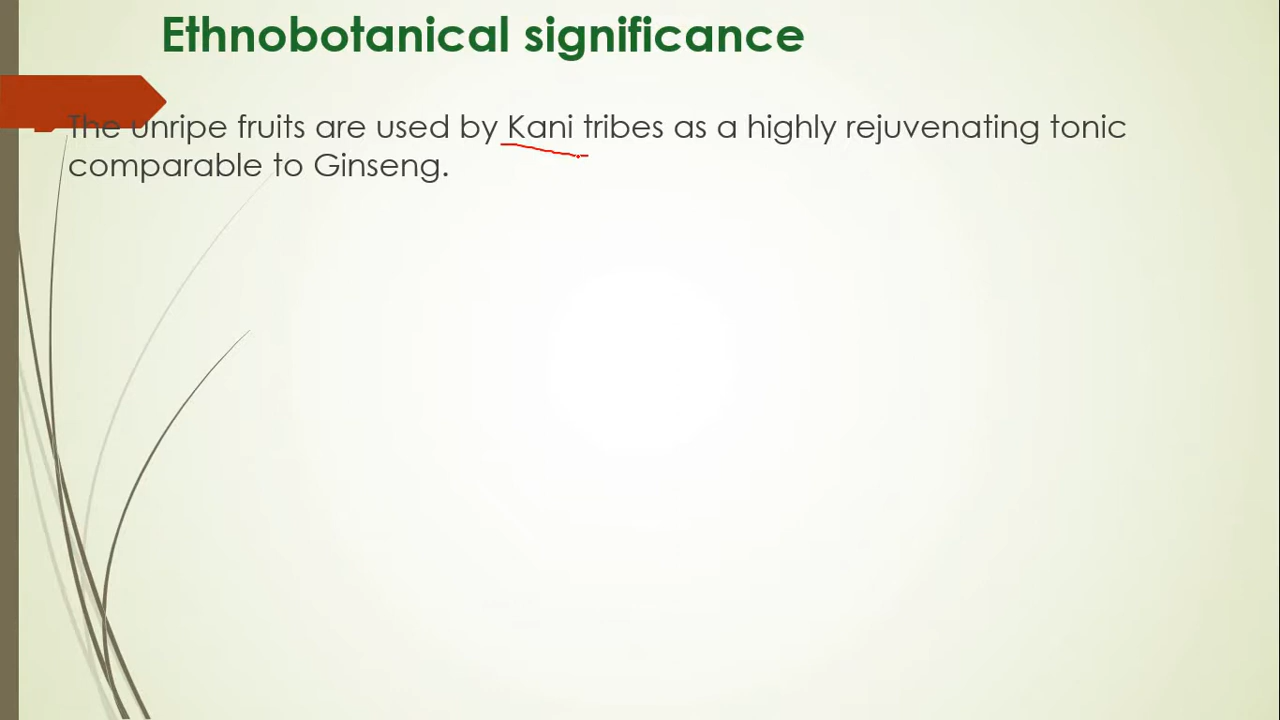 Ethnobotanical significance
The unripe fruits are used by Kani tribes as a highly rejuvenating tonic
comparable to Ginseng.